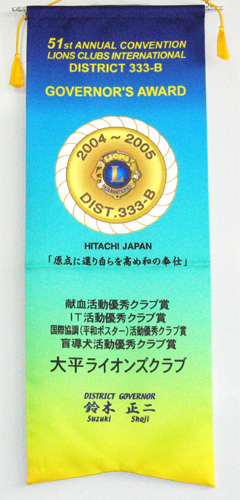 51st ANNUAL CONVENTION
LIONS CLUBS INTERNATIONAL
DISTRICT 333-B
GOVERNOR'S AWARD
2004～2005
LIONS
L
INTERNATIONAL
DIST.333-B
HITACHI JAPAN
「原点に還り自らを高め和の奉仕」
献血活動優秀クラブ賞
IT活動優秀クラブ賞
国際協調(平和ポスター)活動優秀クラブ賞
盲導犬活動優秀クラブ賞
大平ライオンズクラブ
DISTRICT GOVERNOR
鈴木 正二
Suzuki Shoji